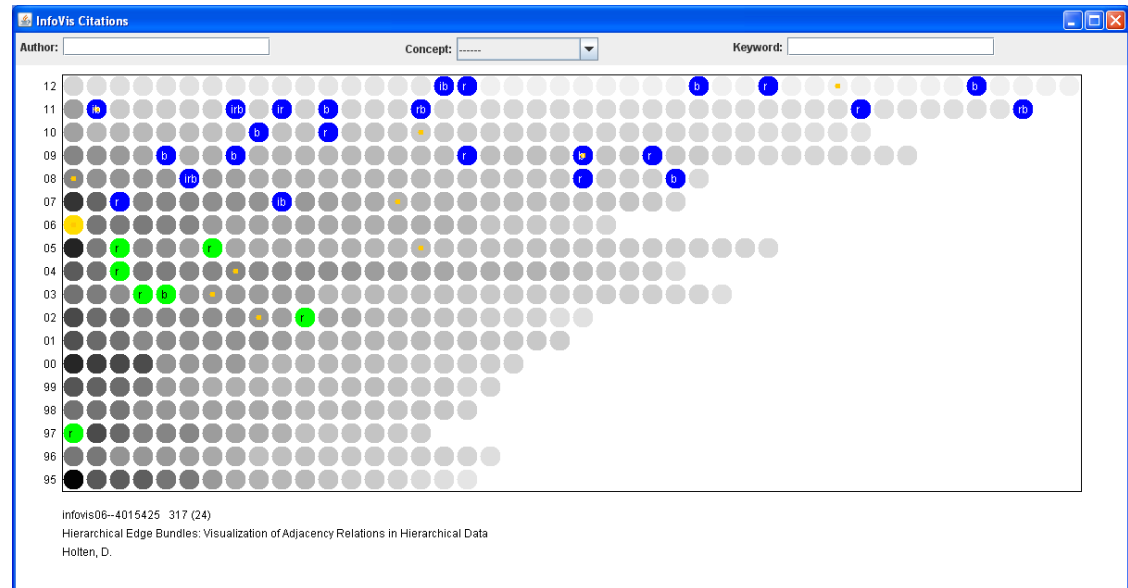 InfoVis Citations
Author: Concept: ------ Keyword:
12 ib r b r b
11 ib irb ir b rb r rb
10 b r
09 b b r b r
08 irb r b
07 r ib
06
05 r r
04 r
03 r b
02 r
01
00
99
98
97 r
96
95
infovis06--4015425 317 (24)
Hierarchical Edge Bundles: Visualization of Adjacency Relations in Hierarchical Data
Holten, D.